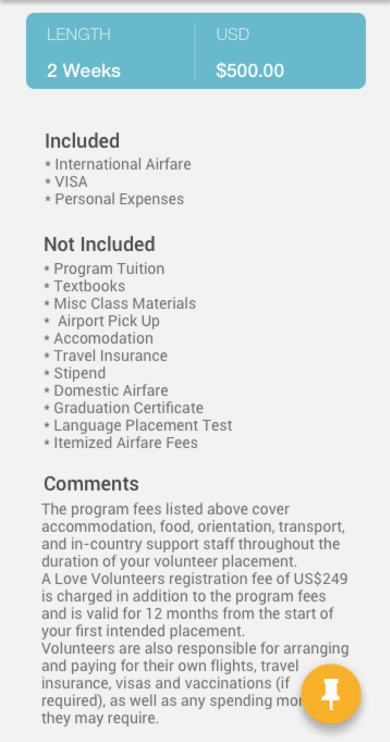 LENGTH
USD
2 Weeks
$500.00
Included
* International Airfare
* VISA
* Personal Expenses
Not Included
* Program Tuition
* Textbooks
* Misc Class Materials
* Airport Pick Up
* Accomodation
* Travel Insurance
* Stipend
* Domestic Airfare
* Graduation Certificate
* Language Placement Test
* Itemized Airfare Fees
Comments
The program fees listed above cover
accommodation, food, orientation, transport,
and in-country support staff throughout the
duration of your volunteer placement.
A Love Volunteers registration fee of US$249
is charged in addition to the program fees
and is valid for 12 months from the start of
your first intended placement.
Volunteers are also responsible for arranging
and paying for their own flights, travel
insurance, visas and vaccinations (if
required), as well as any spending
they may require.